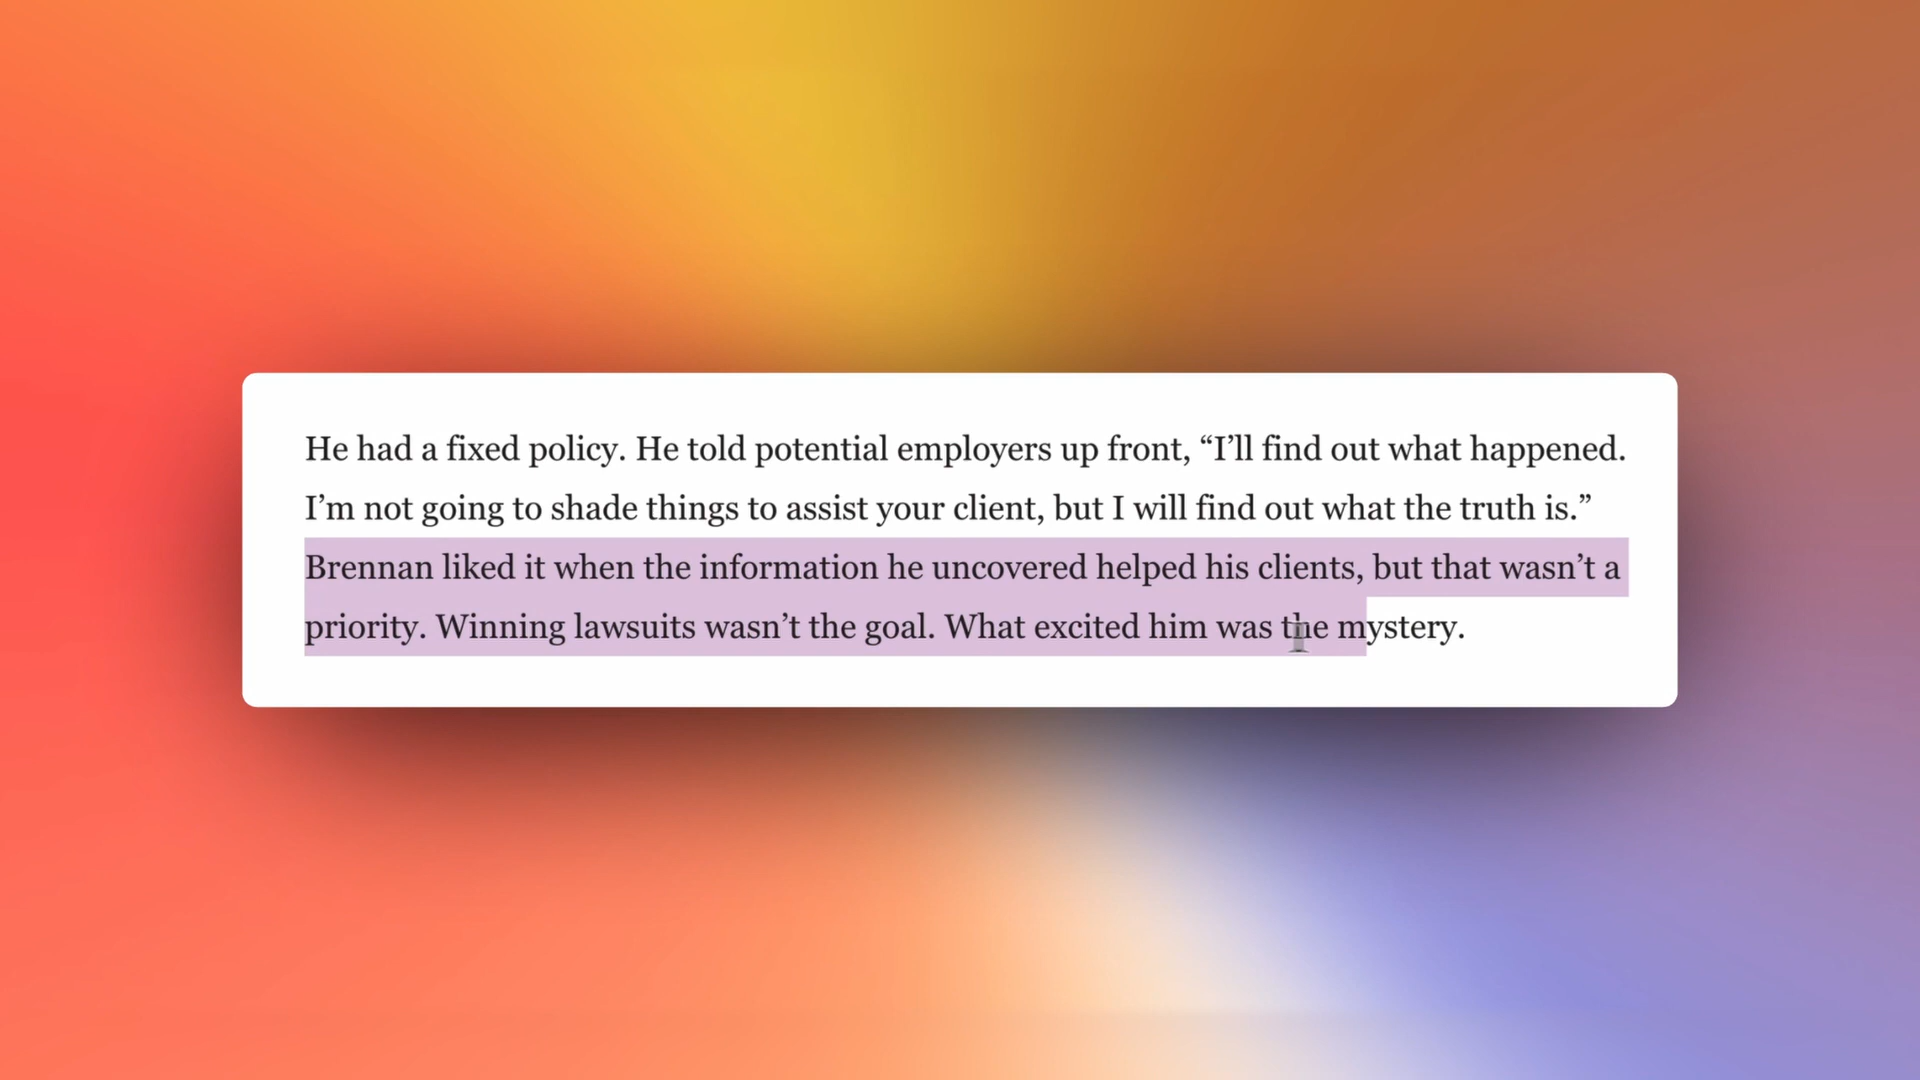 He had a fixed policy. He told potential employers up front, “I’ll find out what happened.
I’m not going to shade things to assist your client, but I will find out what the truth is.”
Brennan liked it when the information he uncovered helped his clients, but that wasn’t a
priority. Winning lawsuits wasn’t the goal. What excited him was the mystery.